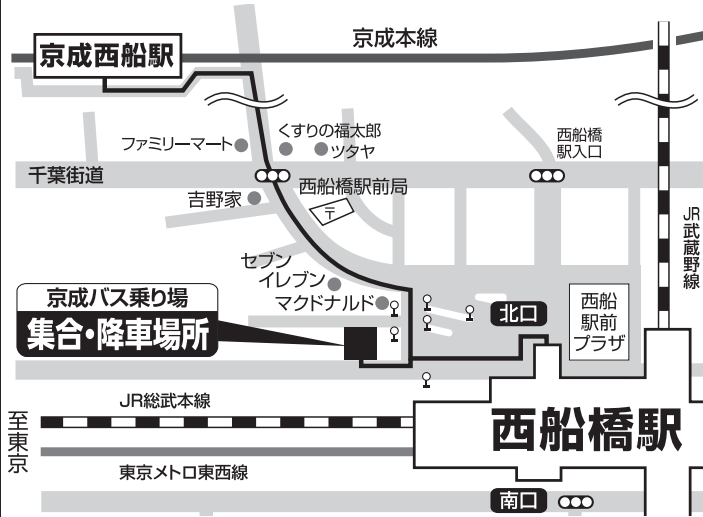 京成本線
京成西船駅
ファミリーマート
くすりの福太郎
ツタヤ
西船橋
駅入口
千葉街道
西船橋駅前局
〒
吉野家
JR武蔵野線
セブン
イレブン
マクドナルド
京成バス乗り場
集合・降車場所
北口
西船
駅前
プラザ
JR総武本線
至東京
西船橋駅
東京メトロ東西線
南口